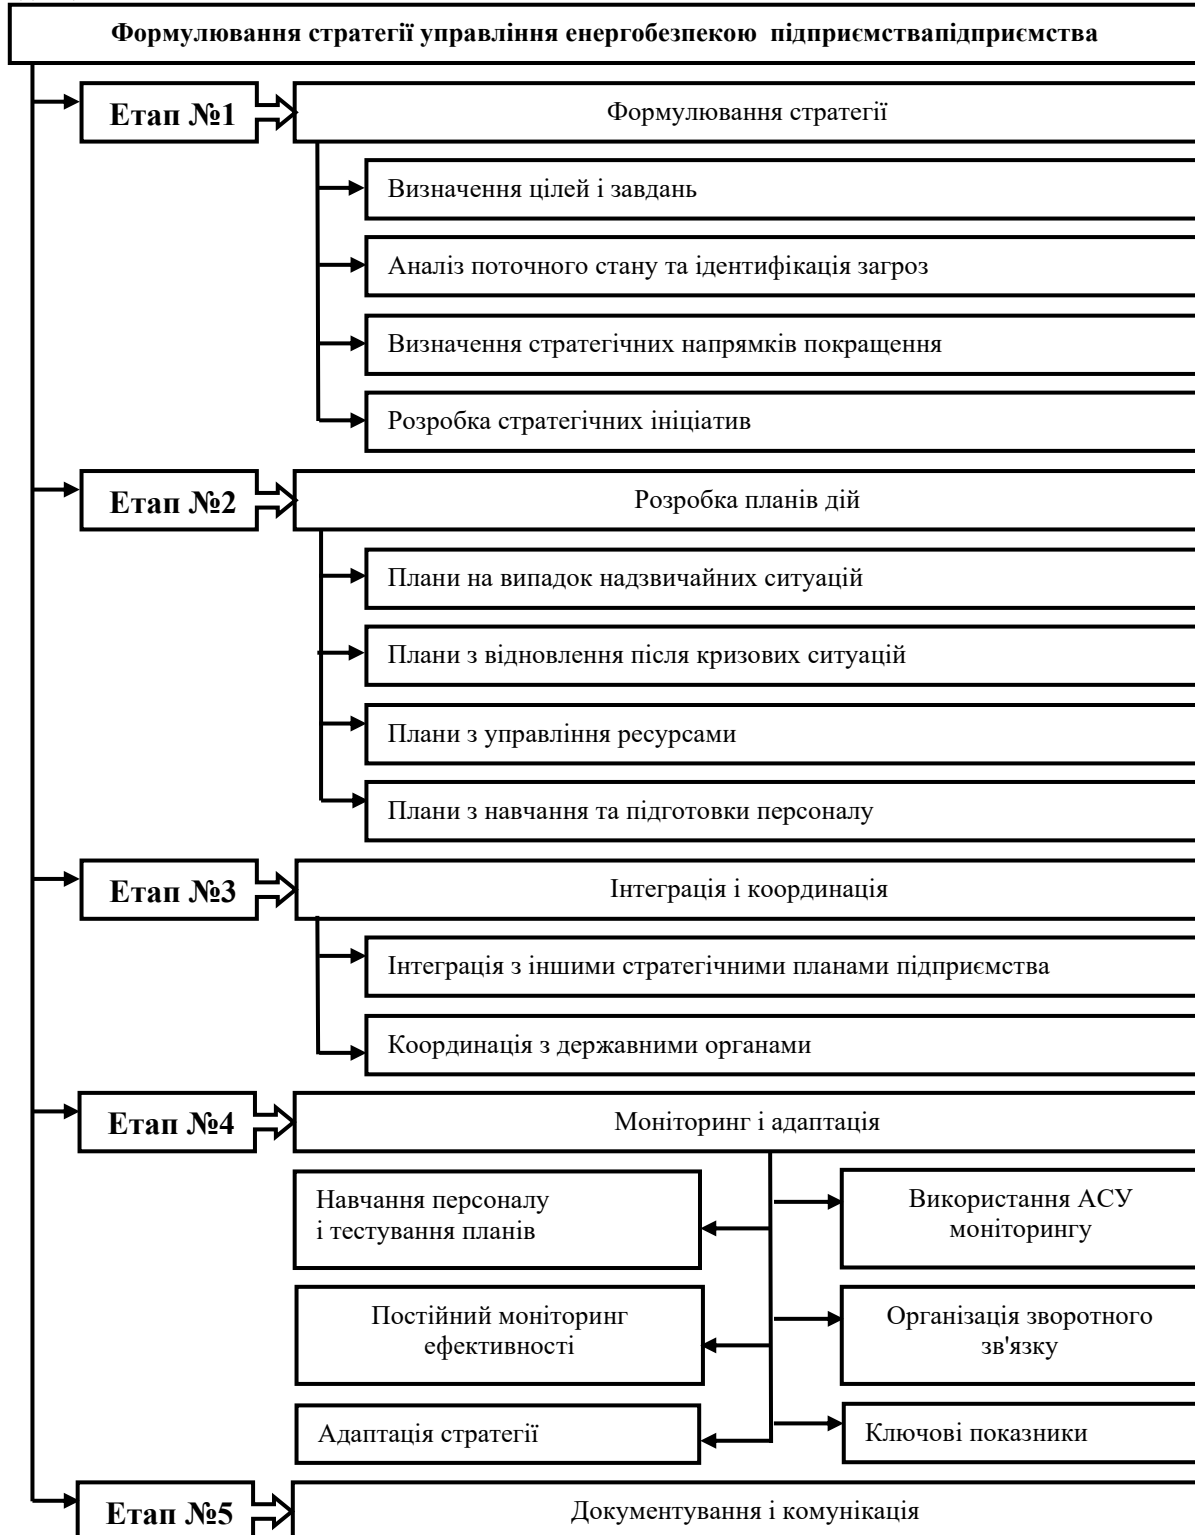 Формулювання стратегії управління енергобезпекою підприємствапідприємства
Етап №1
Формулювання стратегії
Визначення цілей і завдань
Аналіз поточного стану та ідентифікація загроз
Визначення стратегічних напрямків покращення
Розробка стратегічних ініціатив
Етап №2
Розробка планів дій
Плани на випадок надзвичайних ситуацій
Плани з відновлення після кризових ситуацій
Плани з управління ресурсами
Плани з навчання та підготовки персоналу
Етап №3
Інтеграція і координація
Інтеграція з іншими стратегічними планами підприємства
Координація з державними органами
Етап №4
Моніторинг і адаптація
Навчання персоналу
і тестування планів
Використання АСУ
моніторингу
Постійний моніторинг
ефективності
Організація зворотного
зв'язку
Адаптація стратегії
Ключові показники
Етап №5
Документування і комунікація